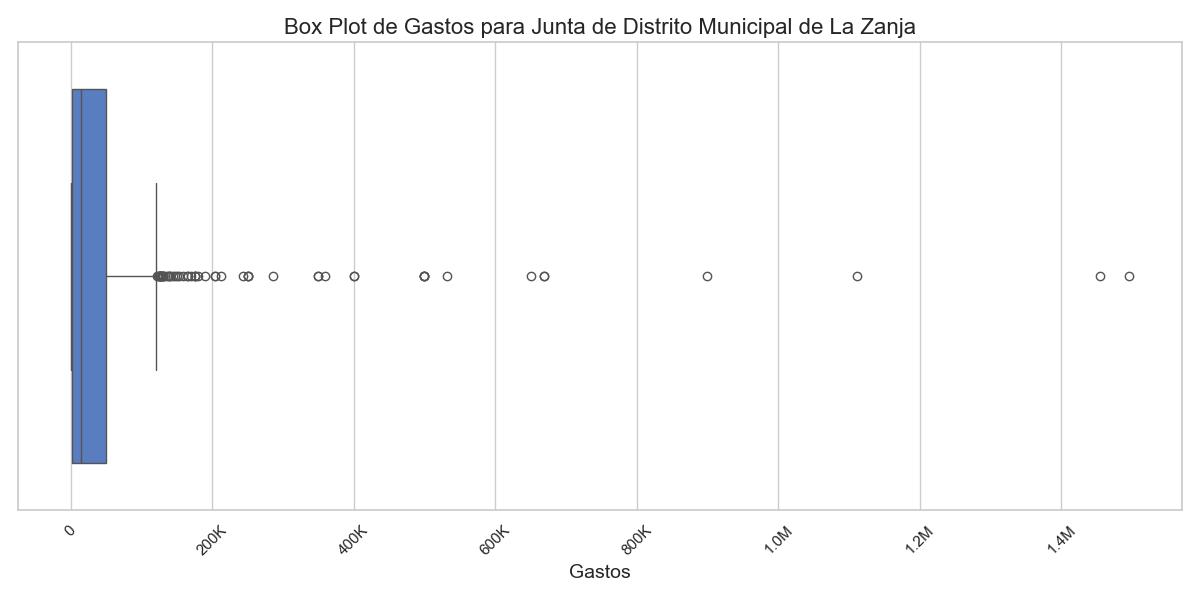 Box Plot de Gastos para Junta de Distrito Municipal de La Zanja
0
200K
400K
600K
800K
1.0M
1.2M
1.4M
Gastos